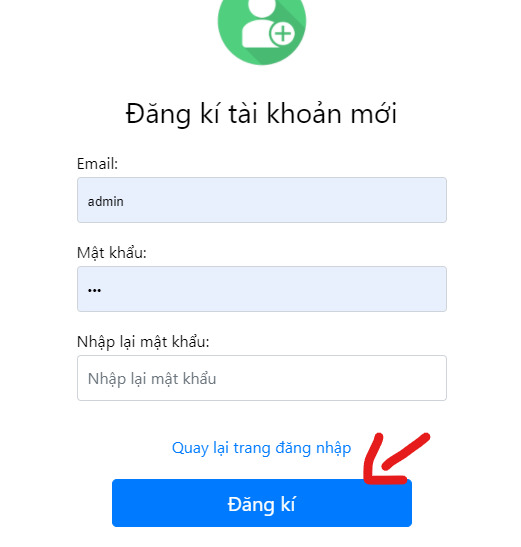 Đăng kí tài khoản mới
Email:
admin
Mật khẩu:
•••
Nhập lại mật khẩu:
Nhập lại mật khẩu
Quay lại trang đăng nhập
Đăng kí